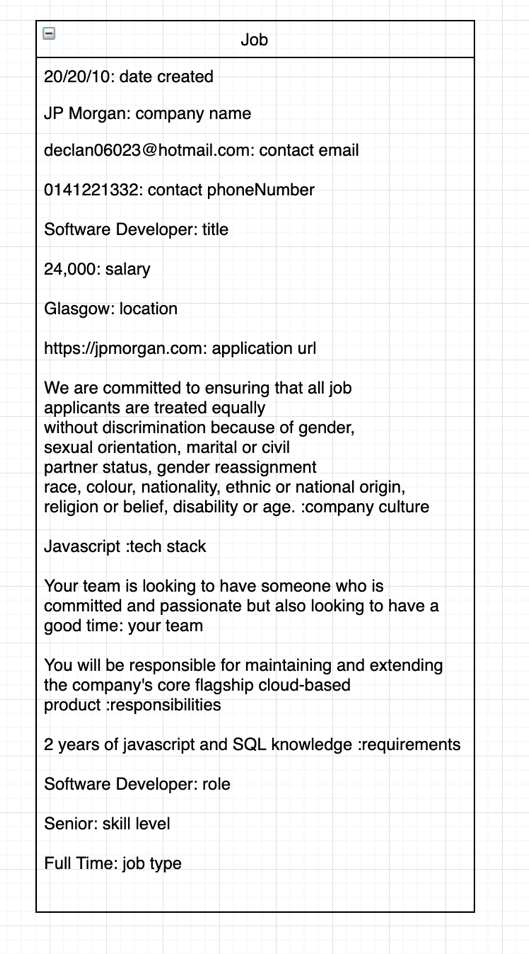 Job
20/20/10: date created
JP Morgan: company name
declan06023@hotmail.com: contact email
0141221332: contact phoneNumber
Software Developer: title
24,000: salary
Glasgow: location
https://jpmorgan.com: application url
We are committed to ensuring that all job
applicants are treated equally
without discrimination because of gender,
sexual orientation, marital or civil
partner status, gender reassignment
race, colour, nationality, ethnic or national origin,
religion or belief, disability or age. :company culture
Javascript :tech stack
Your team is looking to have someone who is
committed and passionate but also looking to have a
good time: your team
You will be responsible for maintaining and extending
the company's core flagship cloud-based
product :responsibilities
2 years of javascript and SQL knowledge :requirements
Software Developer: role
Senior: skill level
Full Time: job type